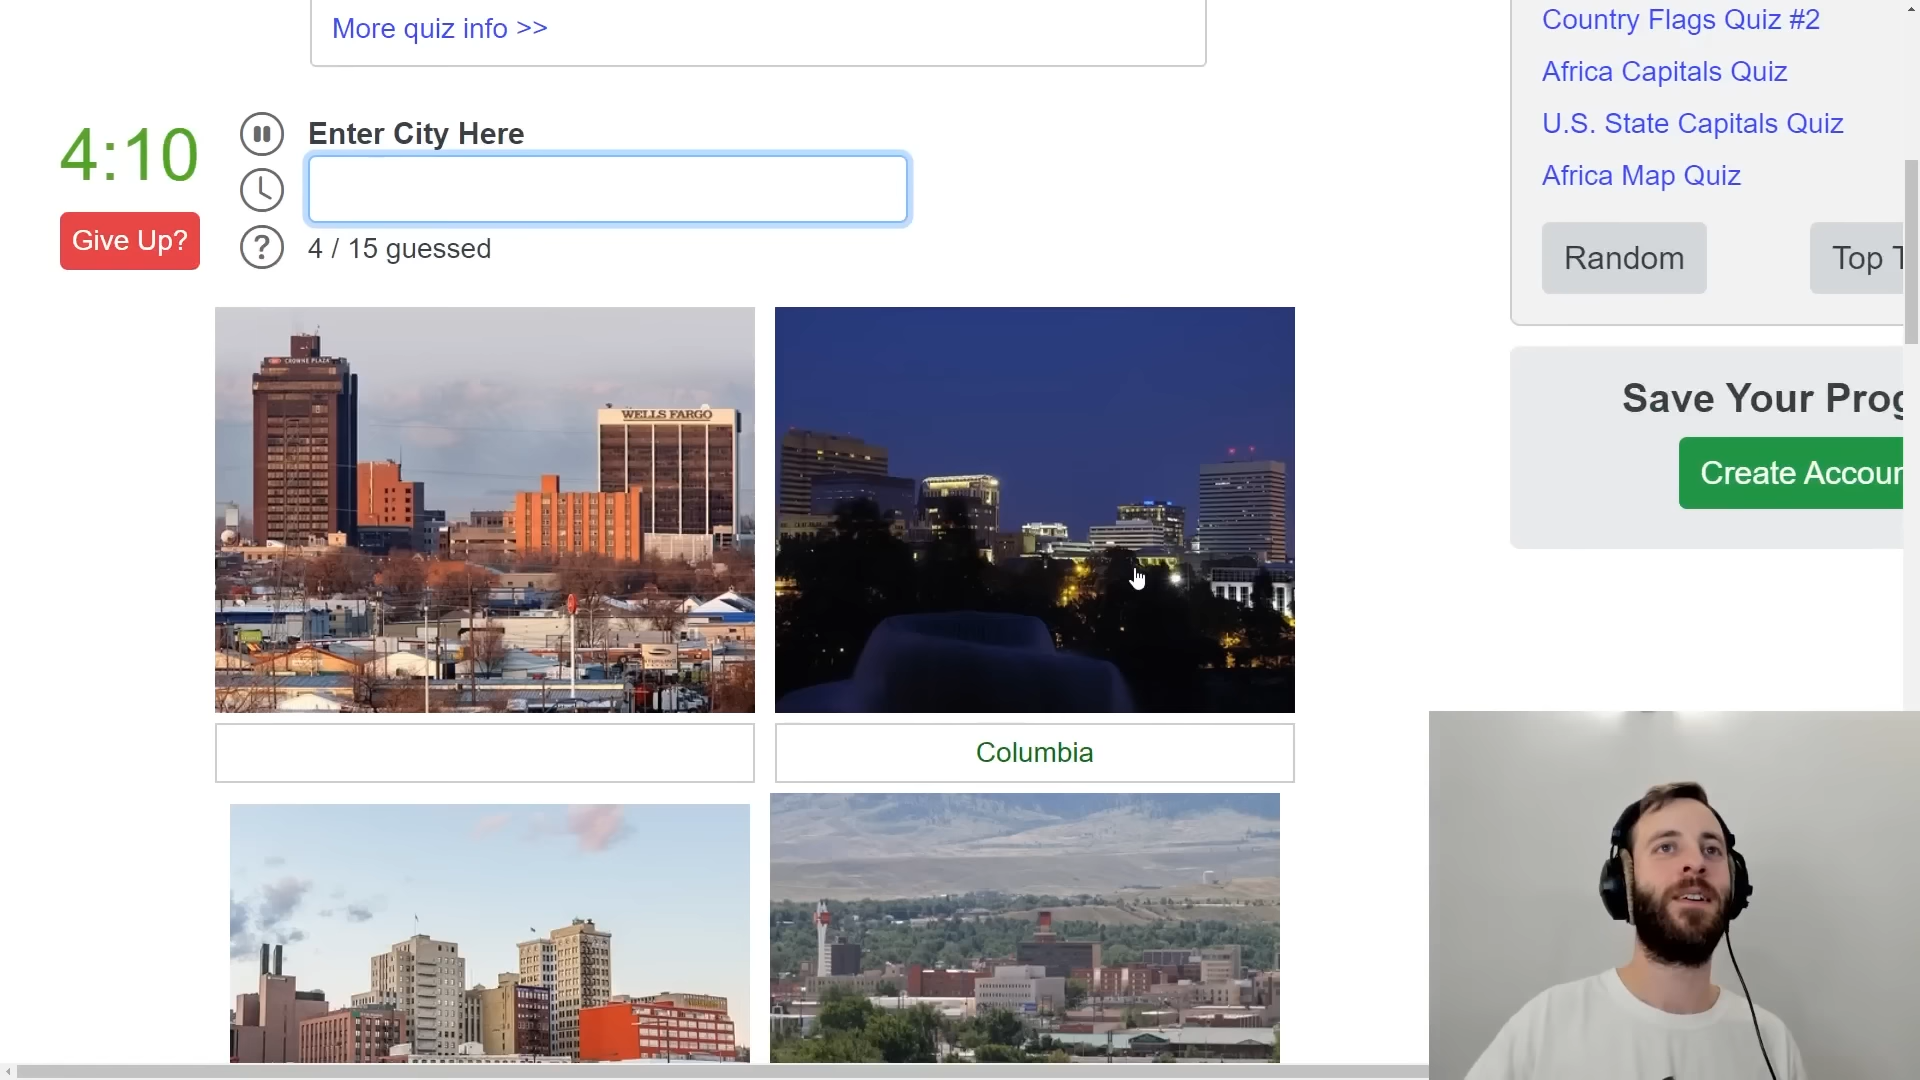 More quiz info >>
Country Flags Quiz #2
Africa Capitals Quiz
U.S. State Capitals Quiz
Africa Map Quiz
Random
Top T
4:10
Enter City Here
Give Up?
4 / 15 guessed
CROWNE PLAZA
WELLS FARGO
Save Your Prog
Create Accour
Columbia